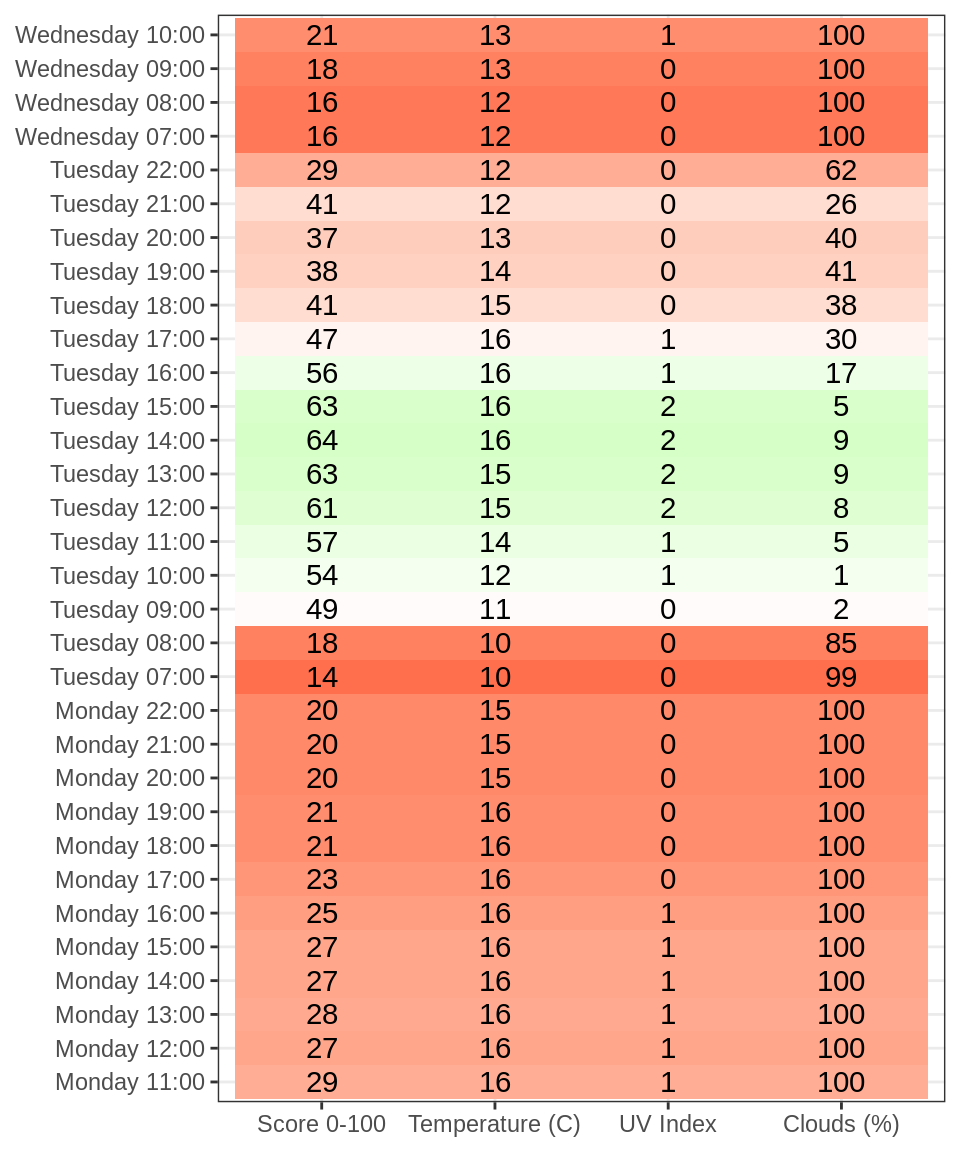 Wednesday 10:00 21 13 1 100
Wednesday 09:00 18 13 0 100
Wednesday 08:00 16 12 0 100
Wednesday 07:00 16 12 0 100
Tuesday 22:00 29 12 0 62
Tuesday 21:00 41 12 0 26
Tuesday 20:00 37 13 0 40
Tuesday 19:00 38 14 0 41
Tuesday 18:00 41 15 0 38
Tuesday 17:00 47 16 1 30
Tuesday 16:00 56 16 1 17
Tuesday 15:00 63 16 2 5
Tuesday 14:00 64 16 2 9
Tuesday 13:00 63 15 2 9
Tuesday 12:00 61 15 2 8
Tuesday 11:00 57 14 1 5
Tuesday 10:00 54 12 1 1
Tuesday 09:00 49 11 0 2
Tuesday 08:00 18 10 0 85
Tuesday 07:00 14 10 0 99
Monday 22:00 20 15 0 100
Monday 21:00 20 15 0 100
Monday 20:00 20 15 0 100
Monday 19:00 21 16 0 100
Monday 18:00 21 16 0 100
Monday 17:00 23 16 0 100
Monday 16:00 25 16 1 100
Monday 15:00 27 16 1 100
Monday 14:00 27 16 1 100
Monday 13:00 28 16 1 100
Monday 12:00 27 16 1 100
Monday 11:00 29 16 1 100
Score 0-100 Temperature (C) UV Index Clouds (%)